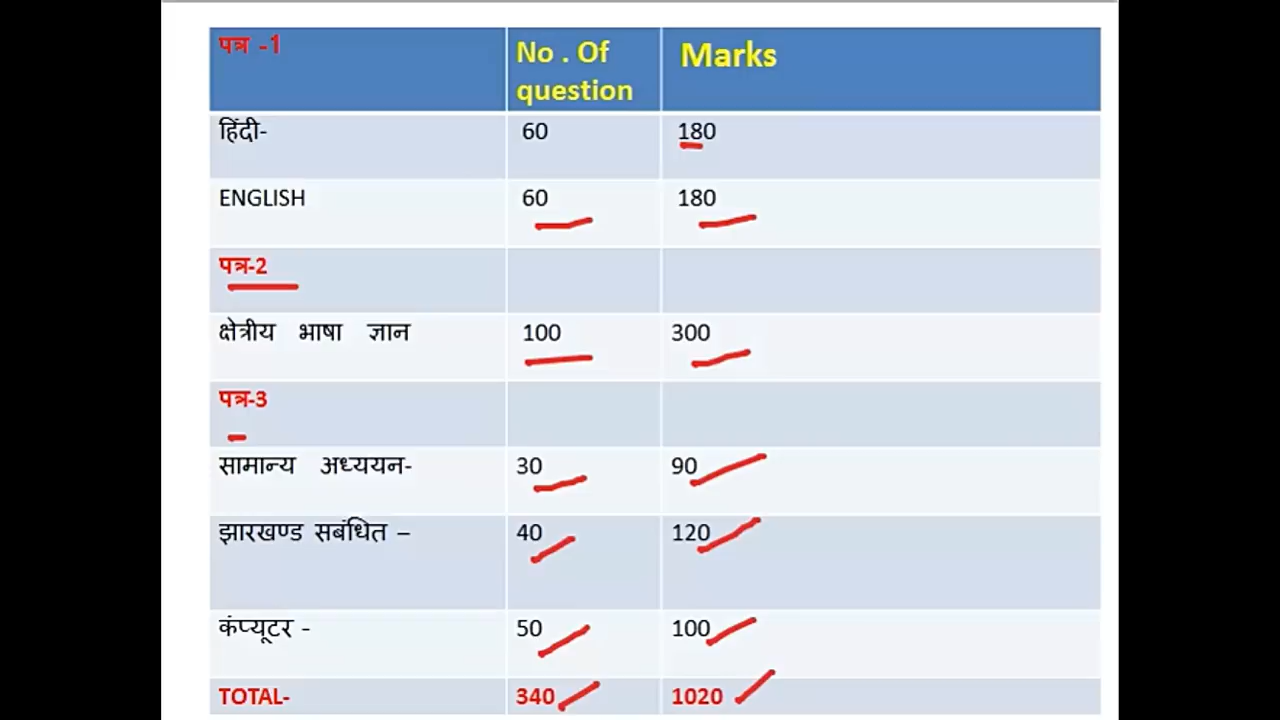 पत्र -1 No . Of question Marks
हिंदी- 60 180
ENGLISH 60 180
पत्र-2
क्षेत्रीय भाषा ज्ञान 100 300
पत्र-3
सामान्य अध्ययन- 30 90
झारखण्ड सबंधित – 40 120
कंप्यूटर - 50 100
TOTAL- 340 1020